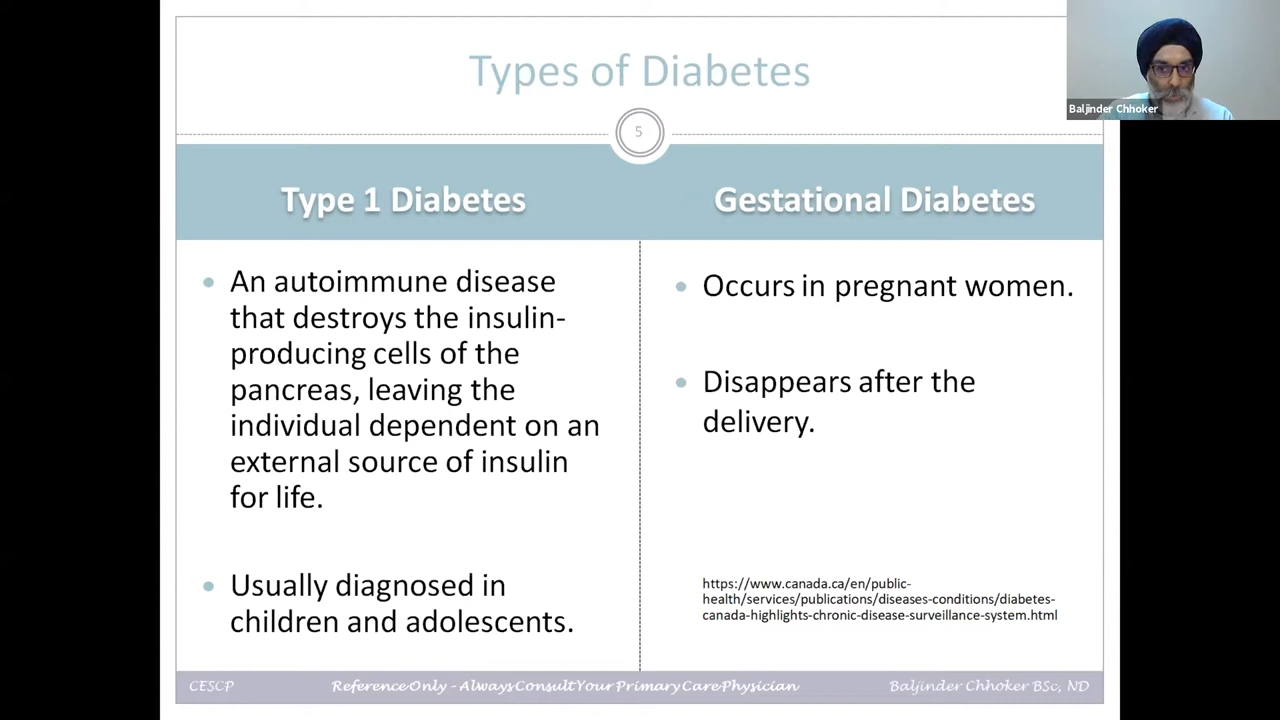 Types of Diabetes
Baljinder Chhoker
5
Type 1 Diabetes
An autoimmune disease
that destroys the insulin-
producing cells of the
pancreas, leaving the
individual dependent on an
external source of insulin
for life.
Usually diagnosed in
children and adolescents.
Gestational Diabetes
Occurs in pregnant women.
Disappears after the
delivery.
https://www.canada.ca/en/public-
health/services/publications/diseases-conditions/diabetes-
canada-highlights-chronic-disease-surveillance-system.html
CESCP
Reference Only - Always Consult Your Primary Care Physician
Baljinder Chhoker BSc, ND